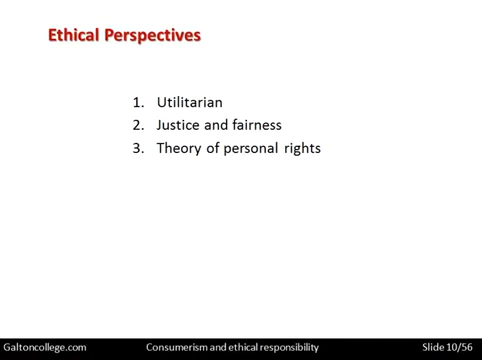 Ethical Perspectives
1. Utilitarian
2. Justice and fairness
3. Theory of personal rights
Galtoncollege.com Consumerism and ethical responsibility Slide 10/56